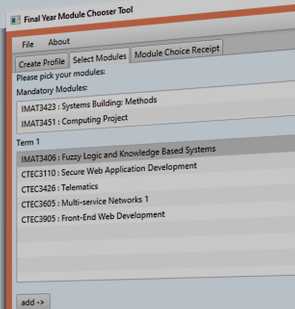 Final Year Module Chooser Tool
File About
Create Profile Select Modules Module Choice Receipt
Please pick your modules:
Mandatory Modules:
IMAT3423 : Systems Building: Methods
IMAT3451 : Computing Project
Term 1
IMAT3406 : Fuzzy Logic and Knowledge Based Systems
CTEC3110 : Secure Web Application Development
CTEC3426 : Telematics
CTEC3605 : Multi-service Networks 1
CTEC3905 : Front-End Web Development
add ->